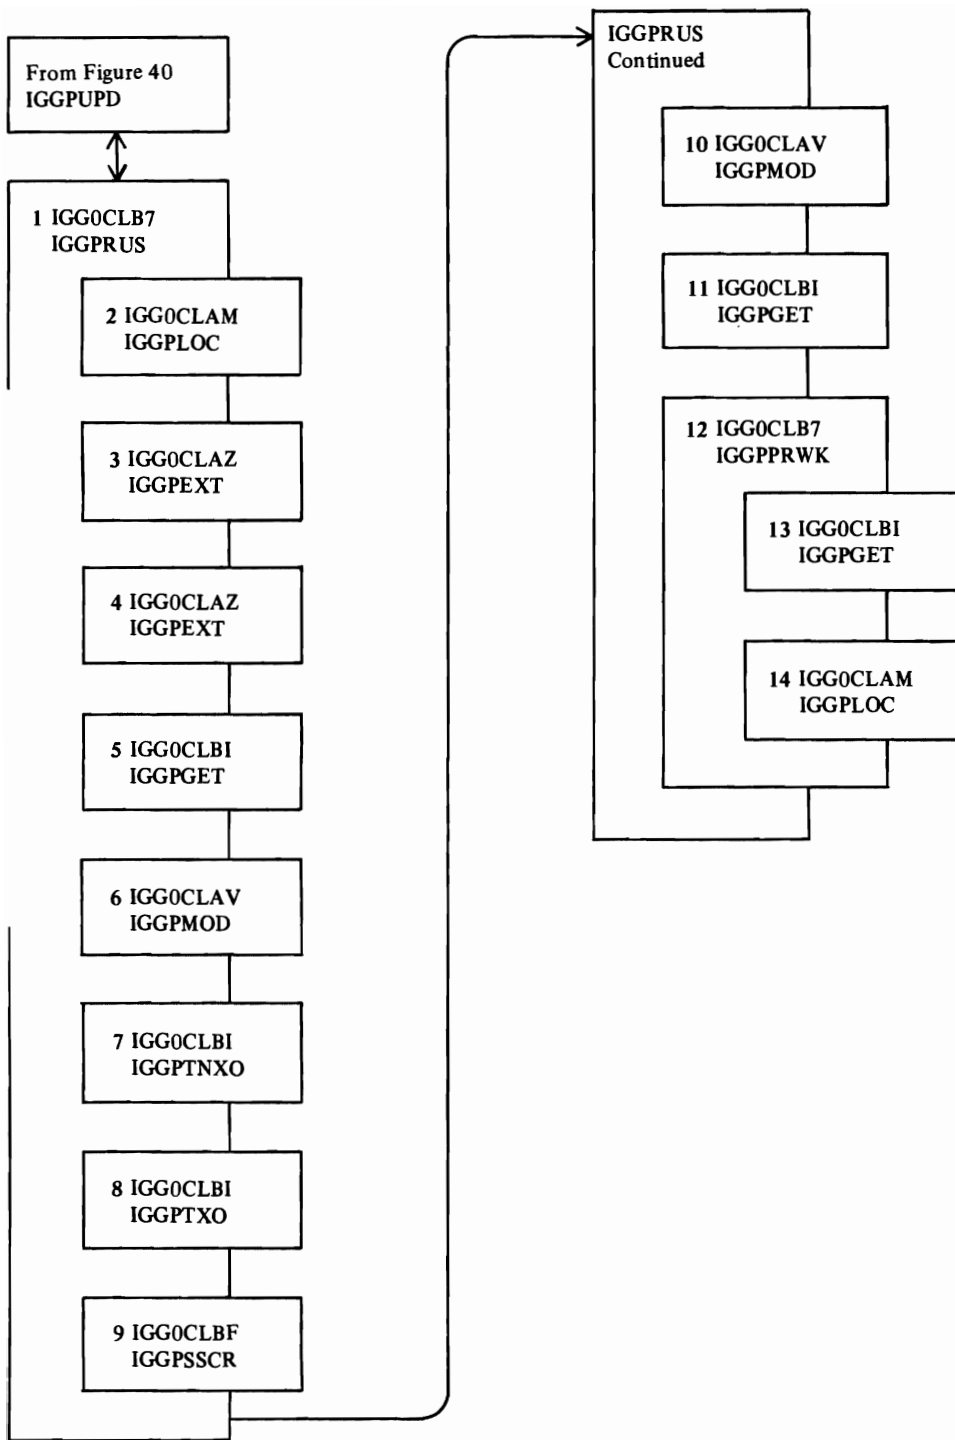 From Figure 40
IGGPUPD
1 IGG0CLB7
IGGPRUS
2 IGG0CLAM
IGGPLOC
3 IGG0CLAZ
IGGPEXT
4 IGG0CLAZ
IGGPEXT
5 IGG0CLBI
IGGPGET
6 IGG0CLAV
IGGPMOD
7 IGG0CLBI
IGGPTNXO
8 IGG0CLBI
IGGPTXO
9 IGG0CLBF
IGGPSSCR
IGGPRUS
Continued
10 IGG0CLAV
IGGPMOD
11 IGG0CLBI
IGGPGET
12 IGG0CLB7
IGGPPRWK
13 IGG0CLBI
IGGPGET
14 IGG0CLAM
IGGPLOC